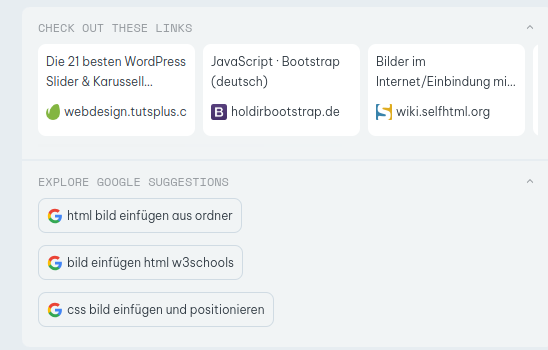 CHECK OUT THESE LINKS
Die 21 besten WordPress
Slider & Karussell...
webdesign.tutsplus.c
JavaScript · Bootstrap
(deutsch)
holdirbootstrap.de
Bilder im
Internet/Einbindung mi...
wiki.selfhtml.org
EXPLORE GOOGLE SUGGESTIONS
html bild einfügen aus ordner
bild einfügen html w3schools
css bild einfügen und positionieren